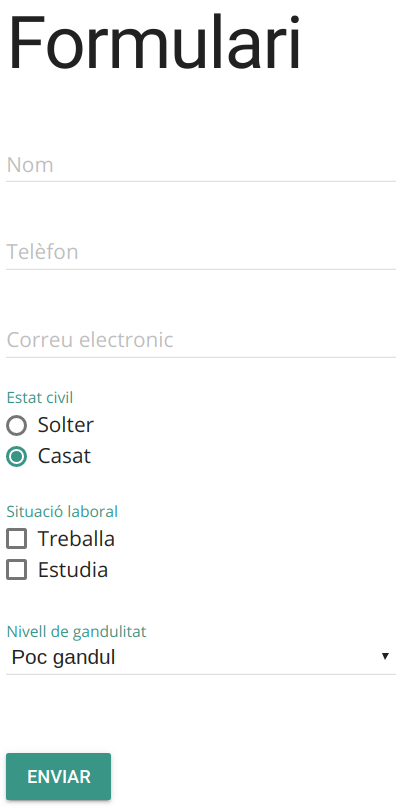 Formulari
Nom
Telèfon
Correu electronic
Estat civil
Solter
Casat
Situació laboral
Treballa
Estudia
Nivell de gandulitat
Poc gandul
ENVIAR